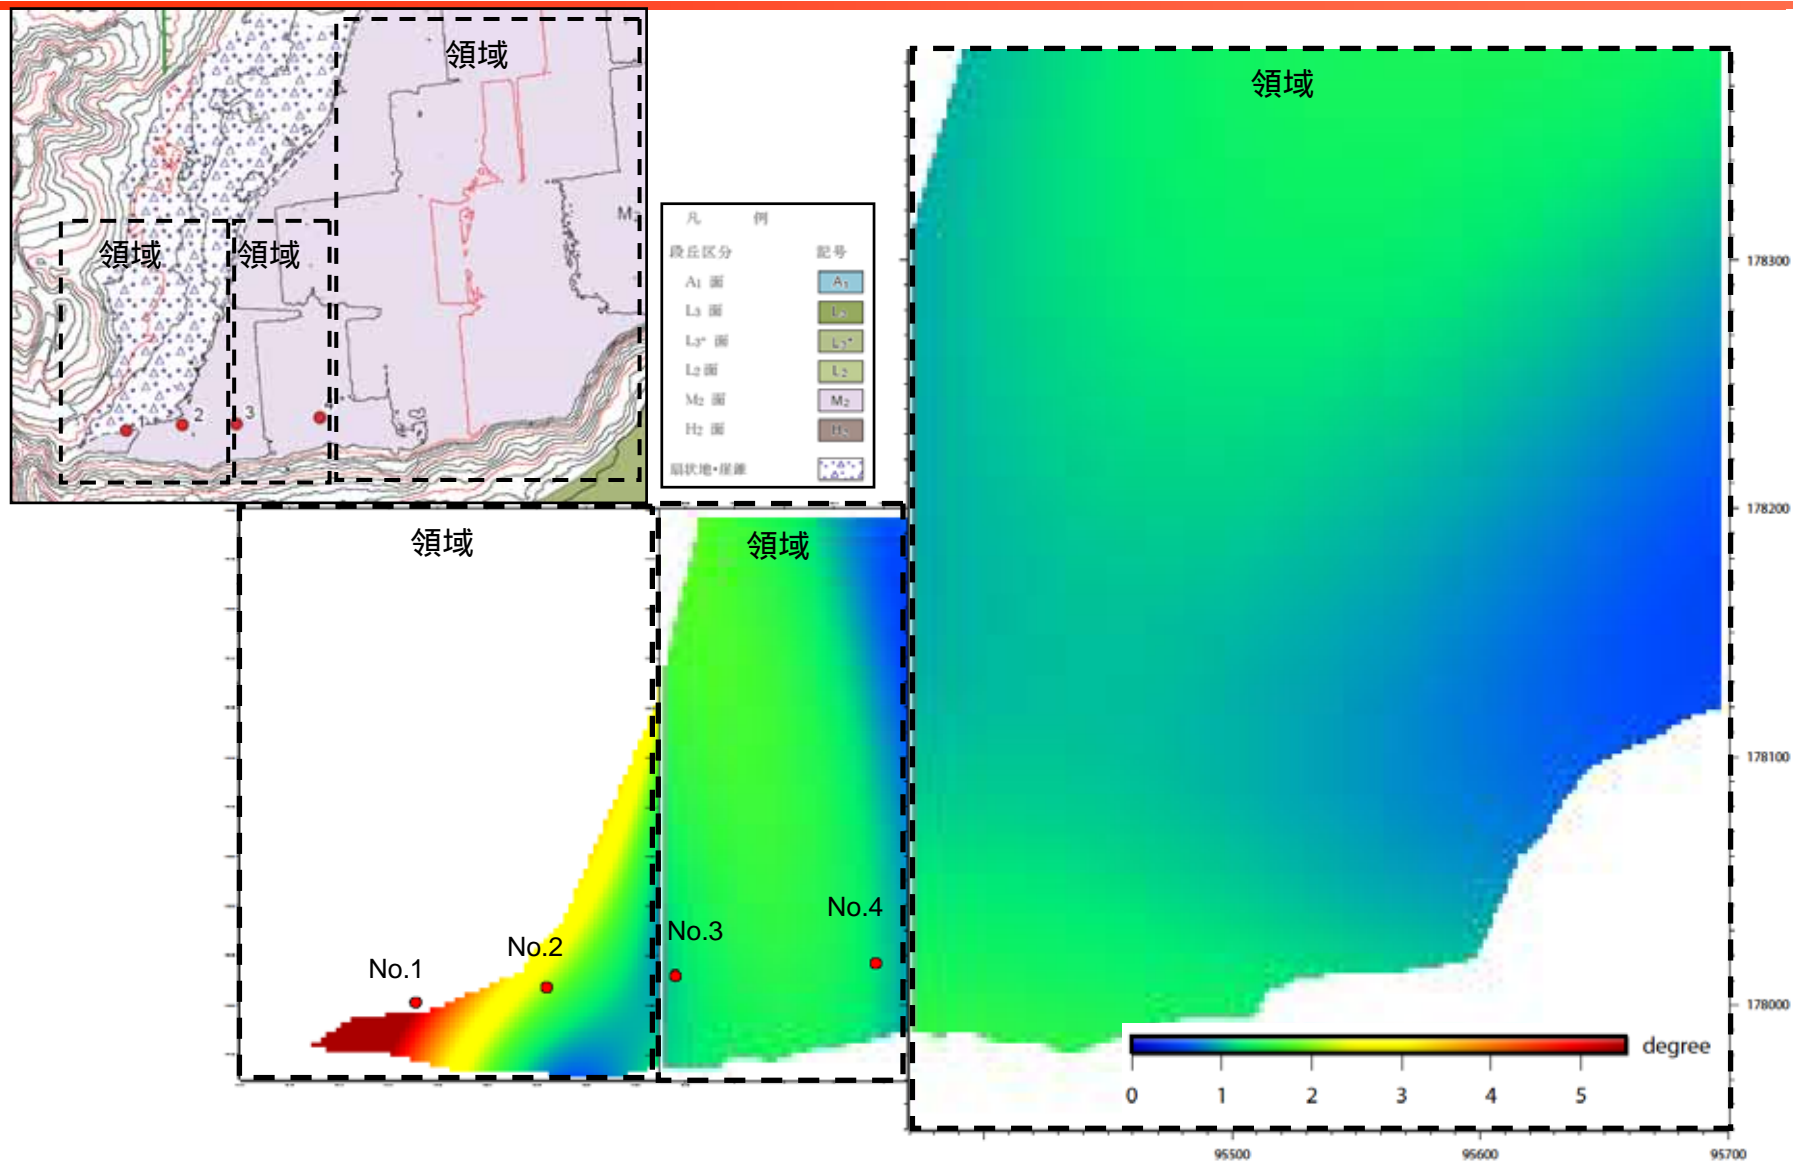 領域
領域
領域
M2
1
2
3
凡 例
段丘区分 記号
A1 面 A1
L3 面 L3
L3* 面 L3*
L2 面 L2
M2 面 M2
H2 面 H2
扇状地・崖錐
領域
領域
領域
No.1
No.2
No.3
No.4
178300
178200
178100
178000
degree
0 1 2 3 4 5
95500 95600 95700